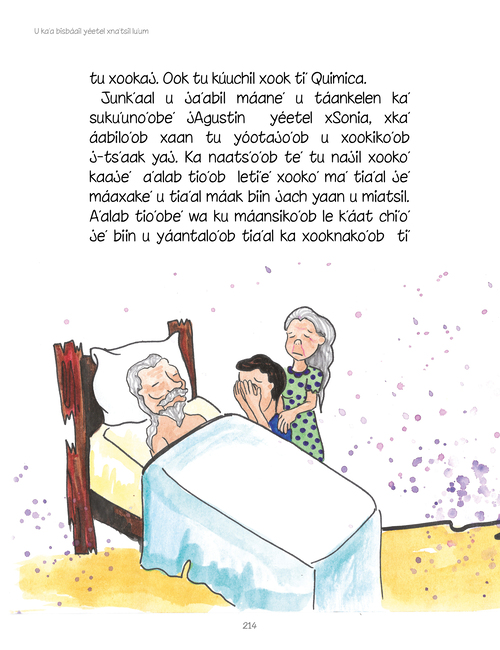 U ka'a bisbáail yéetel xna'tsil lu'um
tu xookaj. Ook tu kúuchil xook ti' Química.
Junk'aal u ja'abil máane' u táankelen ka'
suku'uno'obe' jAgustin yéetel xSonia, xka'
áabilo'ob xaan tu yóotajo'ob u xookiko'ob
j-ts'aak yaj. Ka naats'o'ob te' tu najil xooko'
kaaje' a'alab tio'ob leti'e' xooko' ma' tia'al je'
máaxake' u tia'al máak biin jach yaan u miatsil.
A'alab tio'obe' wa ku máansiko'ob le k'áat chi'o'
je' biin u yáantalo'ob tia'al ka xooknako'ob ti'
214